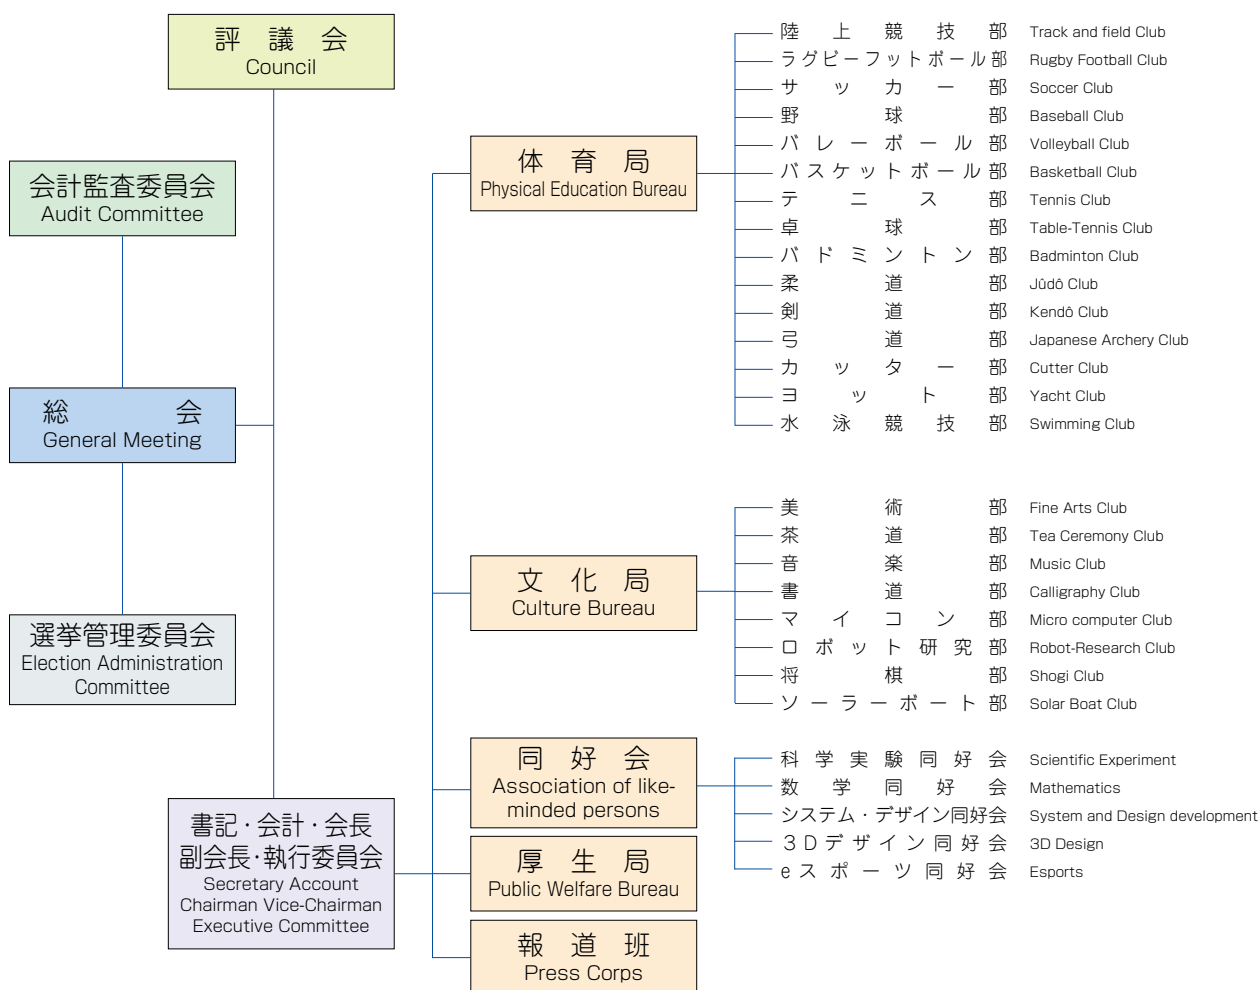 評議会
Council
会計監査委員会
Audit Committee
総会
General Meeting
選挙管理委員会
Election Administration
Committee
書記・会計・会長
副会長・執行委員会
Secretary Account
Chairman Vice-Chairman
Executive Committee
体育局
Physical Education Bureau
陸上競技部 Track and field Club
ラグビーフットボール部 Rugby Football Club
サッカー部 Soccer Club
野球部 Baseball Club
バレーボール部 Volleyball Club
バスケットボール部 Basketball Club
テニス部 Tennis Club
卓球部 Table-Tennis Club
バドミントン部 Badminton Club
柔道部 Jûdô Club
剣道部 Kendô Club
弓道部 Japanese Archery Club
カッター部 Cutter Club
ヨット部 Yacht Club
水泳競技部 Swimming Club
文化局
Culture Bureau
美術部 Fine Arts Club
茶道部 Tea Ceremony Club
音楽部 Music Club
書道部 Calligraphy Club
マイコン部 Micro computer Club
ロボット研究部 Robot-Research Club
将棋部 Shogi Club
ソーラーボート部 Solar Boat Club
同好会
Association of like-
minded persons
科学実験同好会 Scientific Experiment
数学同好会 Mathematics
システム・デザイン同好会 System and Design development
3Dデザイン同好会 3D Design
eスポーツ同好会 Esports
厚生局
Public Welfare Bureau
報道班
Press Corps